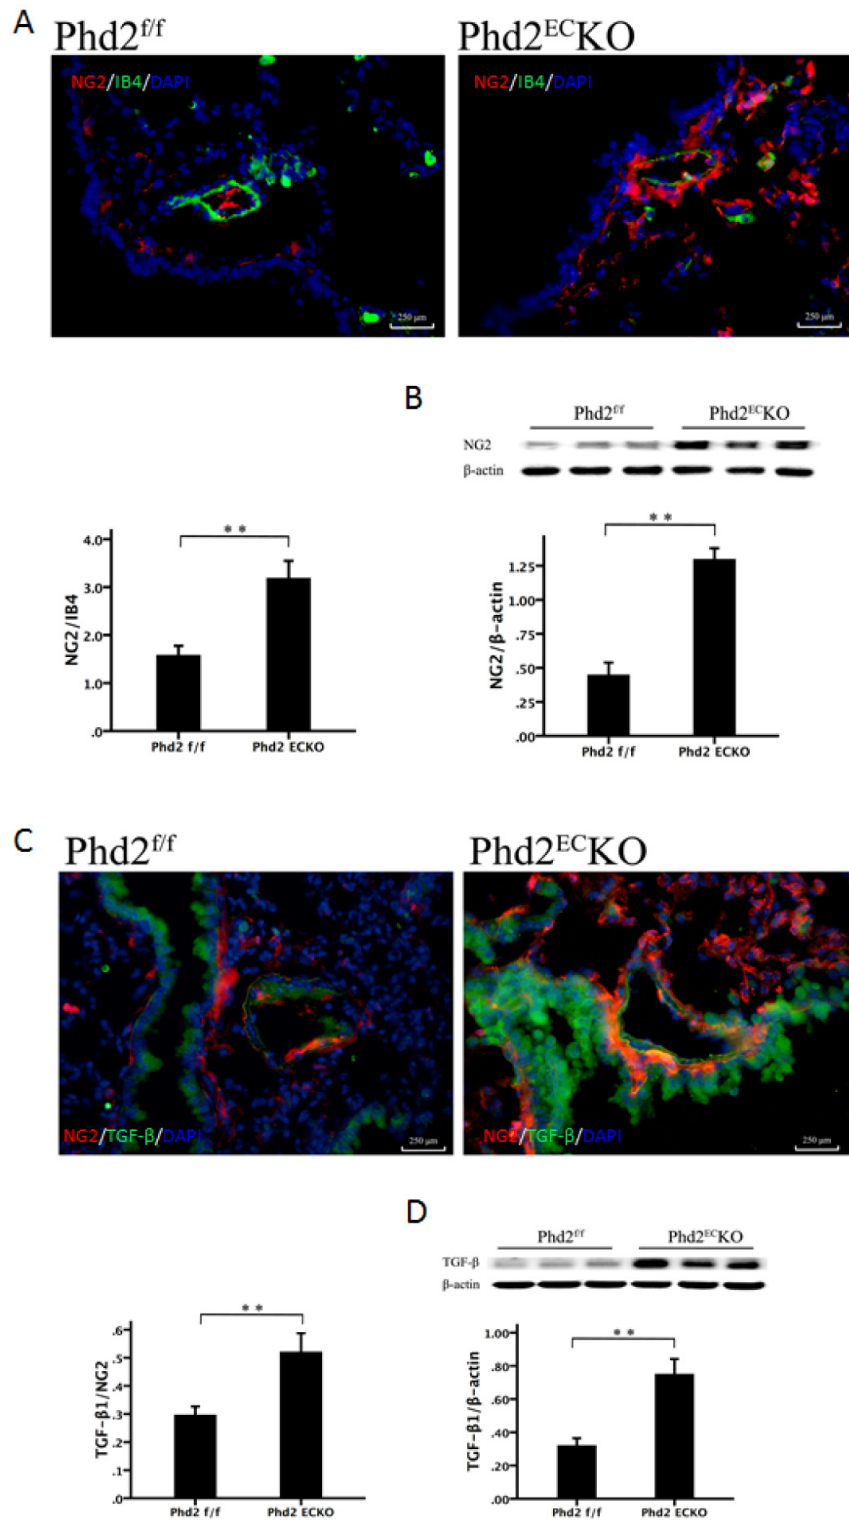 A
Phd2f/f
Phd2ECKO
NG2/IB4/DAPI
NG2/IB4/DAPI
250 µm
250 µm
B
Phd2f/f
Phd2ECKO
NG2
β-actin
4.0
3.0
2.0
1.0
.0
NG2/IB4
**
Phd2 f/f
Phd2 ECKO
1.25
1.00
.75
.50
.25
.00
NG2/β-actin
**
Phd2 f/f
Phd2 ECKO
C
Phd2f/f
Phd2ECKO
NG2/TGF-β/DAPI
NG2/TGF-β/DAPI
250 µm
250 µm
D
Phd2f/f
Phd2ECKO
TGF-β
β-actin
.6
.5
.4
.3
.2
.1
.0
TGF-β1/NG2
**
Phd2 f/f
Phd2 ECKO
1.00
.80
.60
.40
.20
.00
TGF-β1/β-actin
**
Phd2 f/f
Phd2 ECKO